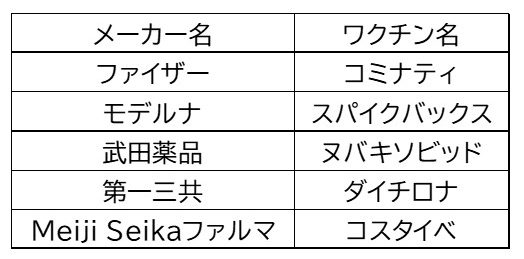 メーカー名 ワクチン名
ファイザー コミナティ
モデルナ スパイクバックス
武田薬品 ヌバキソビッド
第一三共 ダイチロナ
Meiji Seikaファルマ コスタイベ